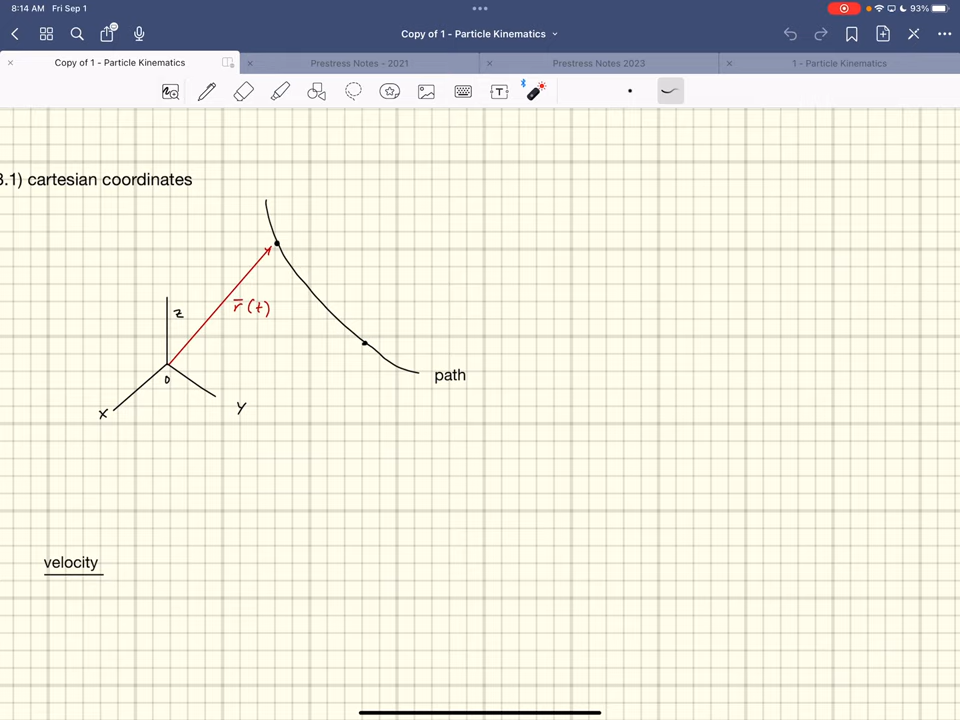 8:14 AM Fri Sep 1
93%
Copy of 1 - Particle Kinematics
Copy of 1 - Particle Kinematics
Prestress Notes - 2021
Prestress Notes 2023
1 - Particle Kinematics
T
3.1) cartesian coordinates
z
r̄(t)
0
path
x
y
velocity